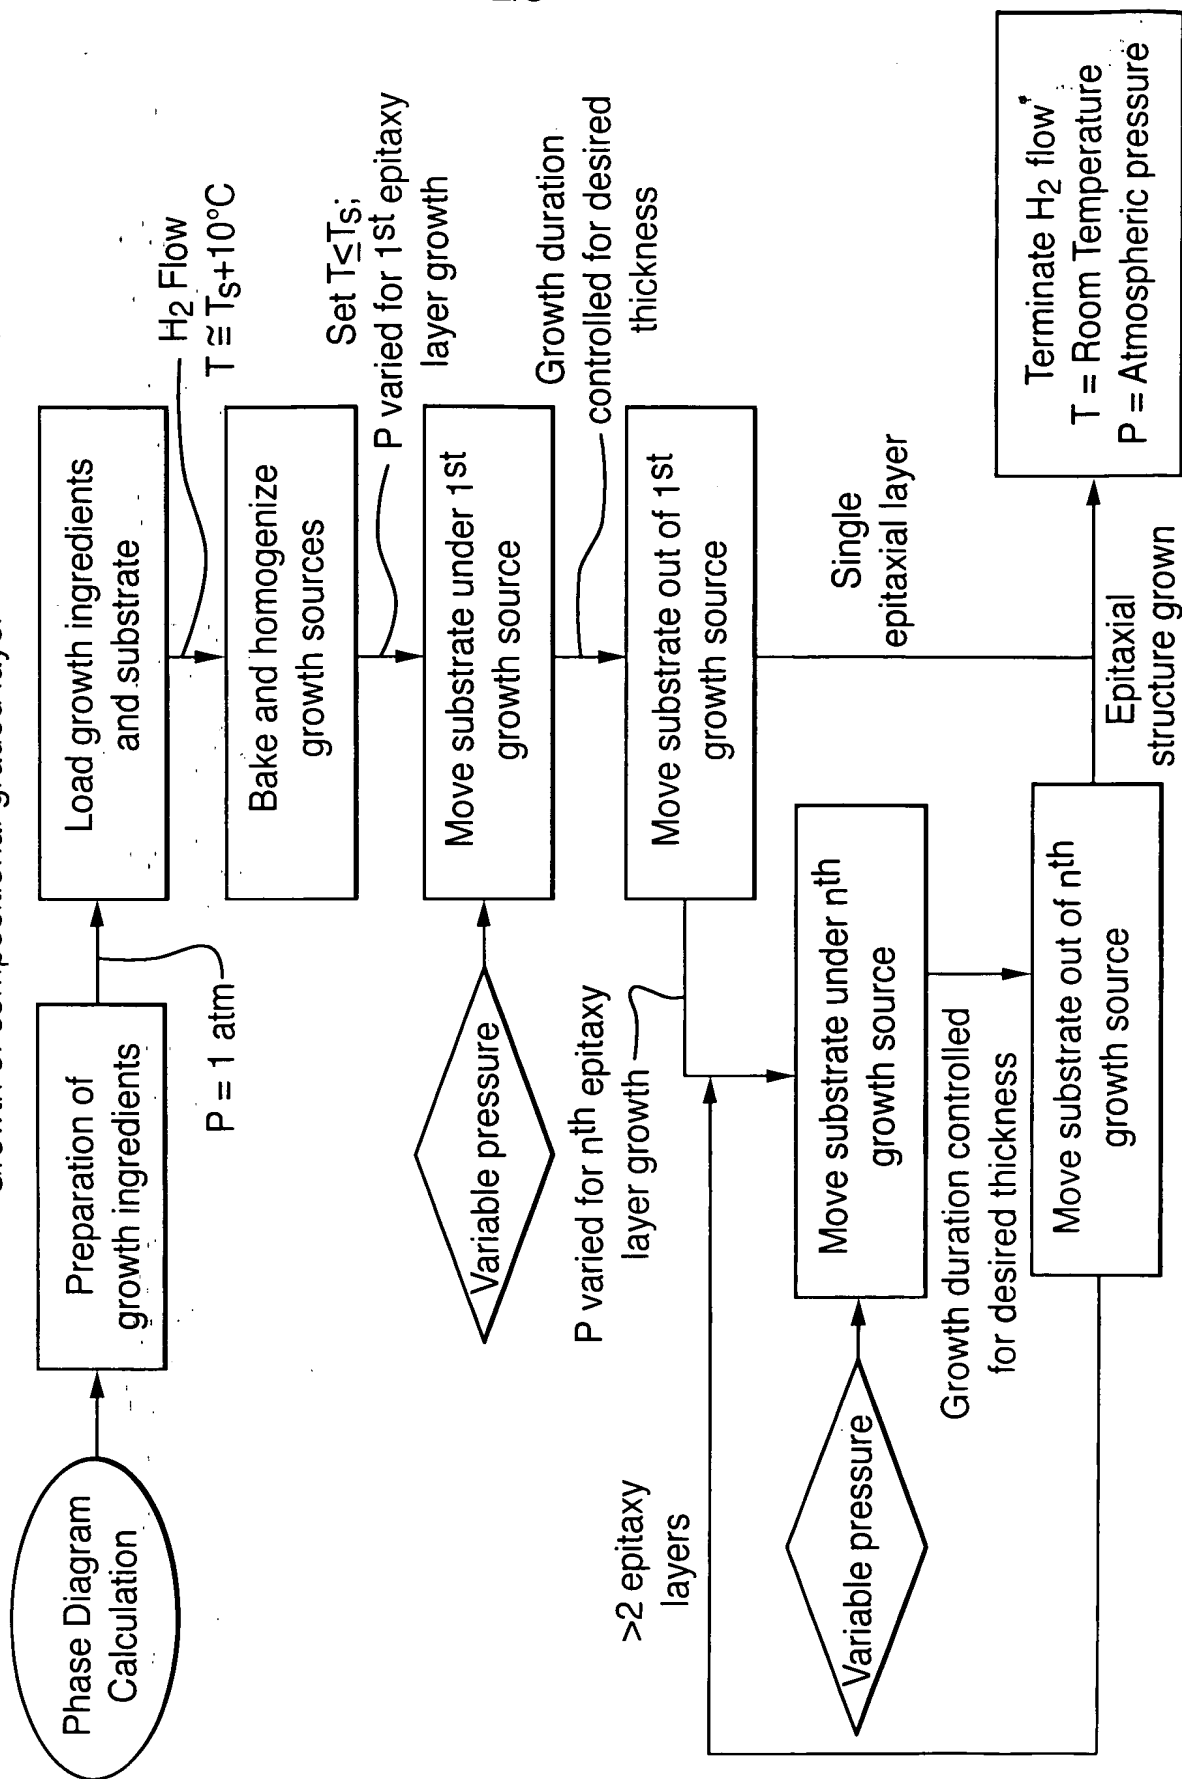 Growth of compositional graded layer
Phase Diagram
Calculation
Preparation of
growth ingredients
P = 1 atm
Load growth ingredients
and substrate
H2 Flow
T ≅ Ts+10°C
Bake and homogenize
growth sources
Set T≤Ts;
P varied for 1st epitaxy
layer growth
Variable pressure
Move substrate under 1st
growth source
Growth duration
controlled for desired
thickness
Move substrate out of 1st
growth source
Single
epitaxial layer
P varied for nth epitaxy
layer growth
>2 epitaxy
layers
Variable pressure
Move substrate under nth
growth source
Growth duration controlled
for desired thickness
Move substrate out of nth
growth source
Epitaxial
structure grown
Terminate H2 flow
T = Room Temperature
P = Atmospheric pressure